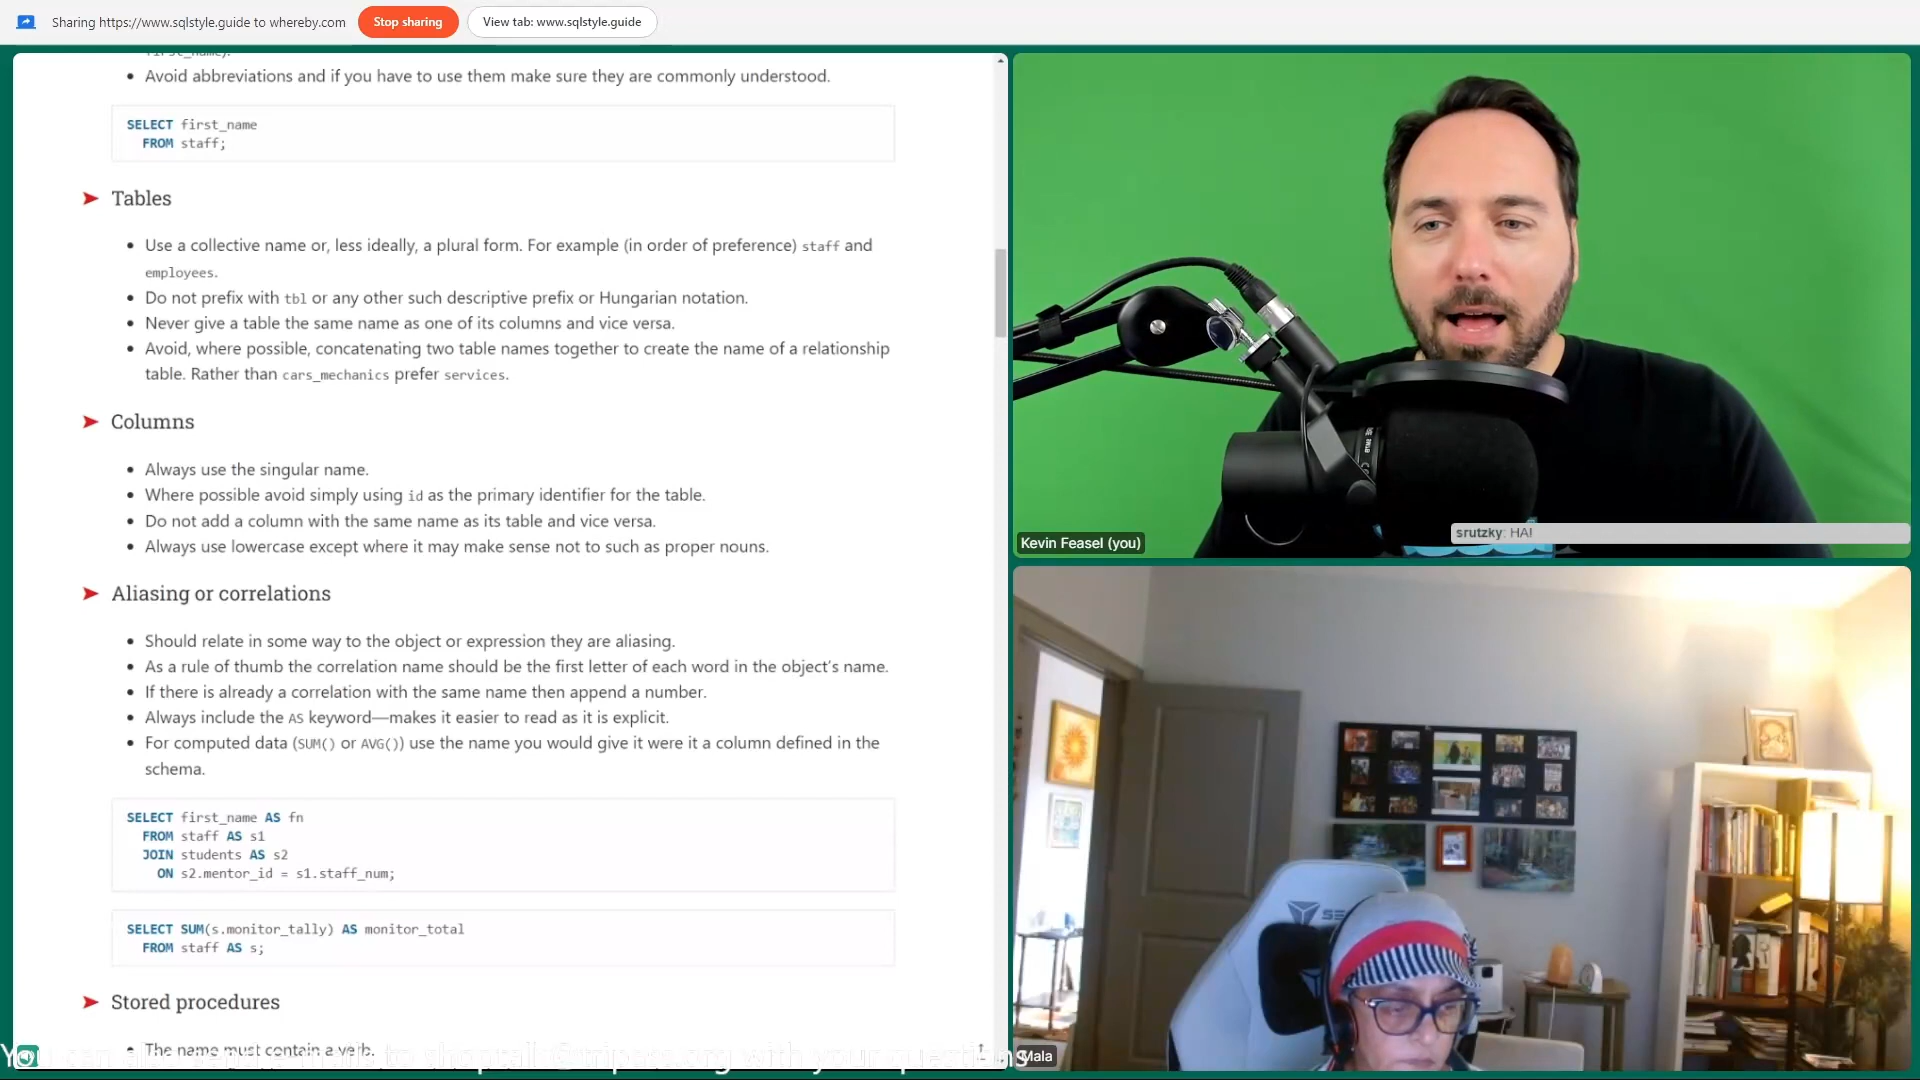 Sharing https://www.sqlstyle.guide to whereby.com
Stop sharing
View tab: www.sqlstyle.guide
first_name).
Avoid abbreviations and if you have to use them make sure they are commonly understood.
SELECT first_name
FROM staff;
Tables
Use a collective name or, less ideally, a plural form. For example (in order of preference) staff and
employees.
Do not prefix with tbl or any other such descriptive prefix or Hungarian notation.
Never give a table the same name as one of its columns and vice versa.
Avoid, where possible, concatenating two table names together to create the name of a relationship
table. Rather than cars_mechanics prefer services.
Columns
Always use the singular name.
Where possible avoid simply using id as the primary identifier for the table.
Do not add a column with the same name as its table and vice versa.
Always use lowercase except where it may make sense not to such as proper nouns.
Aliasing or correlations
Should relate in some way to the object or expression they are aliasing.
As a rule of thumb the correlation name should be the first letter of each word in the object's name.
If there is already a correlation with the same name then append a number.
Always include the AS keyword—makes it easier to read as it is explicit.
For computed data (SUM() or AVG()) use the name you would give it were it a column defined in the
schema.
SELECT first_name AS fn
FROM staff AS s1
JOIN students AS s2
ON s2.mentor_id = s1.staff_num;
SELECT SUM(s.monitor_tally) AS monitor_total
FROM staff AS s;
Stored procedures
The name must contain a verb.
You can also send e-mails to shoptalk@tripass.org with your questions
Kevin Feasel (you)
srutzky: HA!
Mala